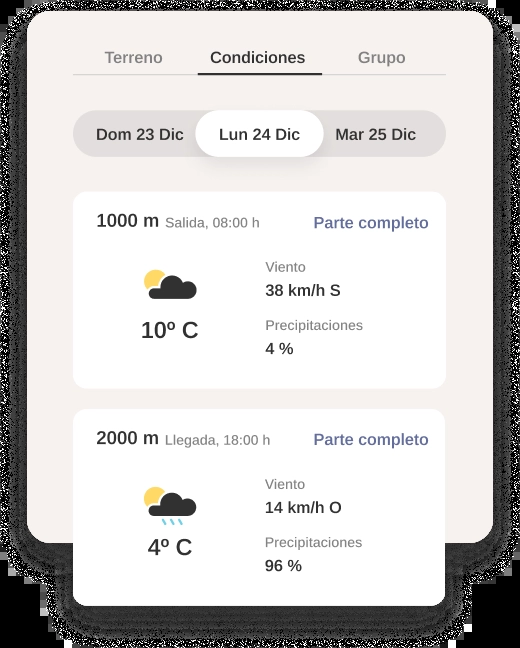 Terreno Condiciones Grupo
Dom 23 Dic Lun 24 Dic Mar 25 Dic
1000 m Salida, 08:00 h Parte completo
Viento
38 km/h S
10º C
Precipitaciones
4 %
2000 m Llegada, 18:00 h Parte completo
Viento
14 km/h O
4º C
Precipitaciones
96 %